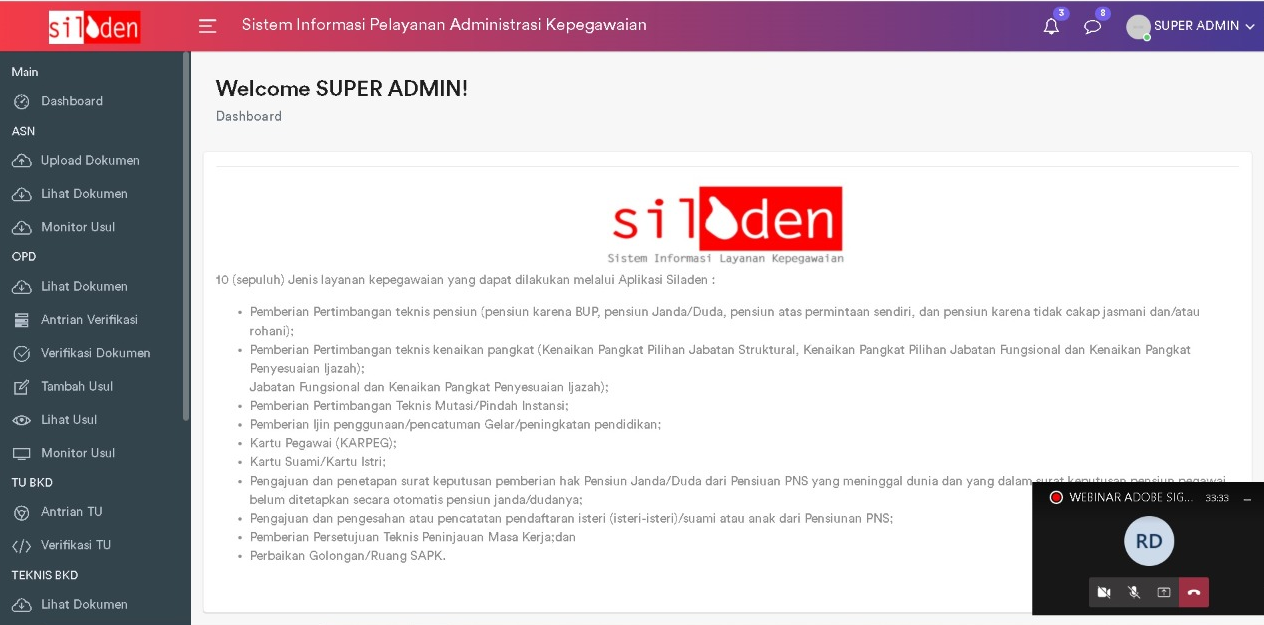 siladen
Sistem Informasi Pelayanan Administrasi Kepegawaian
3
8
SUPER ADMIN
Main
Dashboard
ASN
Upload Dokumen
Lihat Dokumen
Monitor Usul
OPD
Lihat Dokumen
Antrian Verifikasi
Verifikasi Dokumen
Tambah Usul
Lihat Usul
Monitor Usul
TU BKD
Antrian TU
Verifikasi TU
TEKNIS BKD
Lihat Dokumen
Welcome SUPER ADMIN!
Dashboard
siladen
Sistem Informasi Layanan Kepegawaian
10 (sepuluh) Jenis layanan kepegawaian yang dapat dilakukan melalui Aplikasi Siladen :
• Pemberian Pertimbangan teknis pensiun (pensiun karena BUP, pensiun Janda/Duda, pensiun atas permintaan sendiri, dan pensiun karena tidak cakap jasmani dan/atau
rohani);
• Pemberian Pertimbangan teknis kenaikan pangkat (Kenaikan Pangkat Pilihan Jabatan Struktural, Kenaikan Pangkat Pilihan Jabatan Fungsional dan Kenaikan Pangkat
Penyesuaian Ijazah);
Jabatan Fungsional dan Kenaikan Pangkat Penyesuaian Ijazah);
• Pemberian Pertimbangan Teknis Mutasi/Pindah Instansi;
• Pemberian Ijin penggunaan/pencatuman Gelar/peningkatan pendidikan;
• Kartu Pegawai (KARPEG);
• Kartu Suami/Kartu Istri;
• Pengajuan dan penetapan surat keputusan pemberian hak Pensiun Janda/Duda dari Pensiuan PNS yang meninggal dunia dan yang dalam surat keputusan pensiun pegawai
belum ditetapkan secara otomatis pensiun janda/dudanya;
• Pengajuan dan pengesahan atau pencatatan pendaftaran isteri (isteri-isteri)/suami atau anak dari Pensiunan PNS;
• Pemberian Persetujuan Teknis Peninjauan Masa Kerja;dan
• Perbaikan Golongan/Ruang SAPK.
WEBINAR ADOBE SIG... 33:33
RD